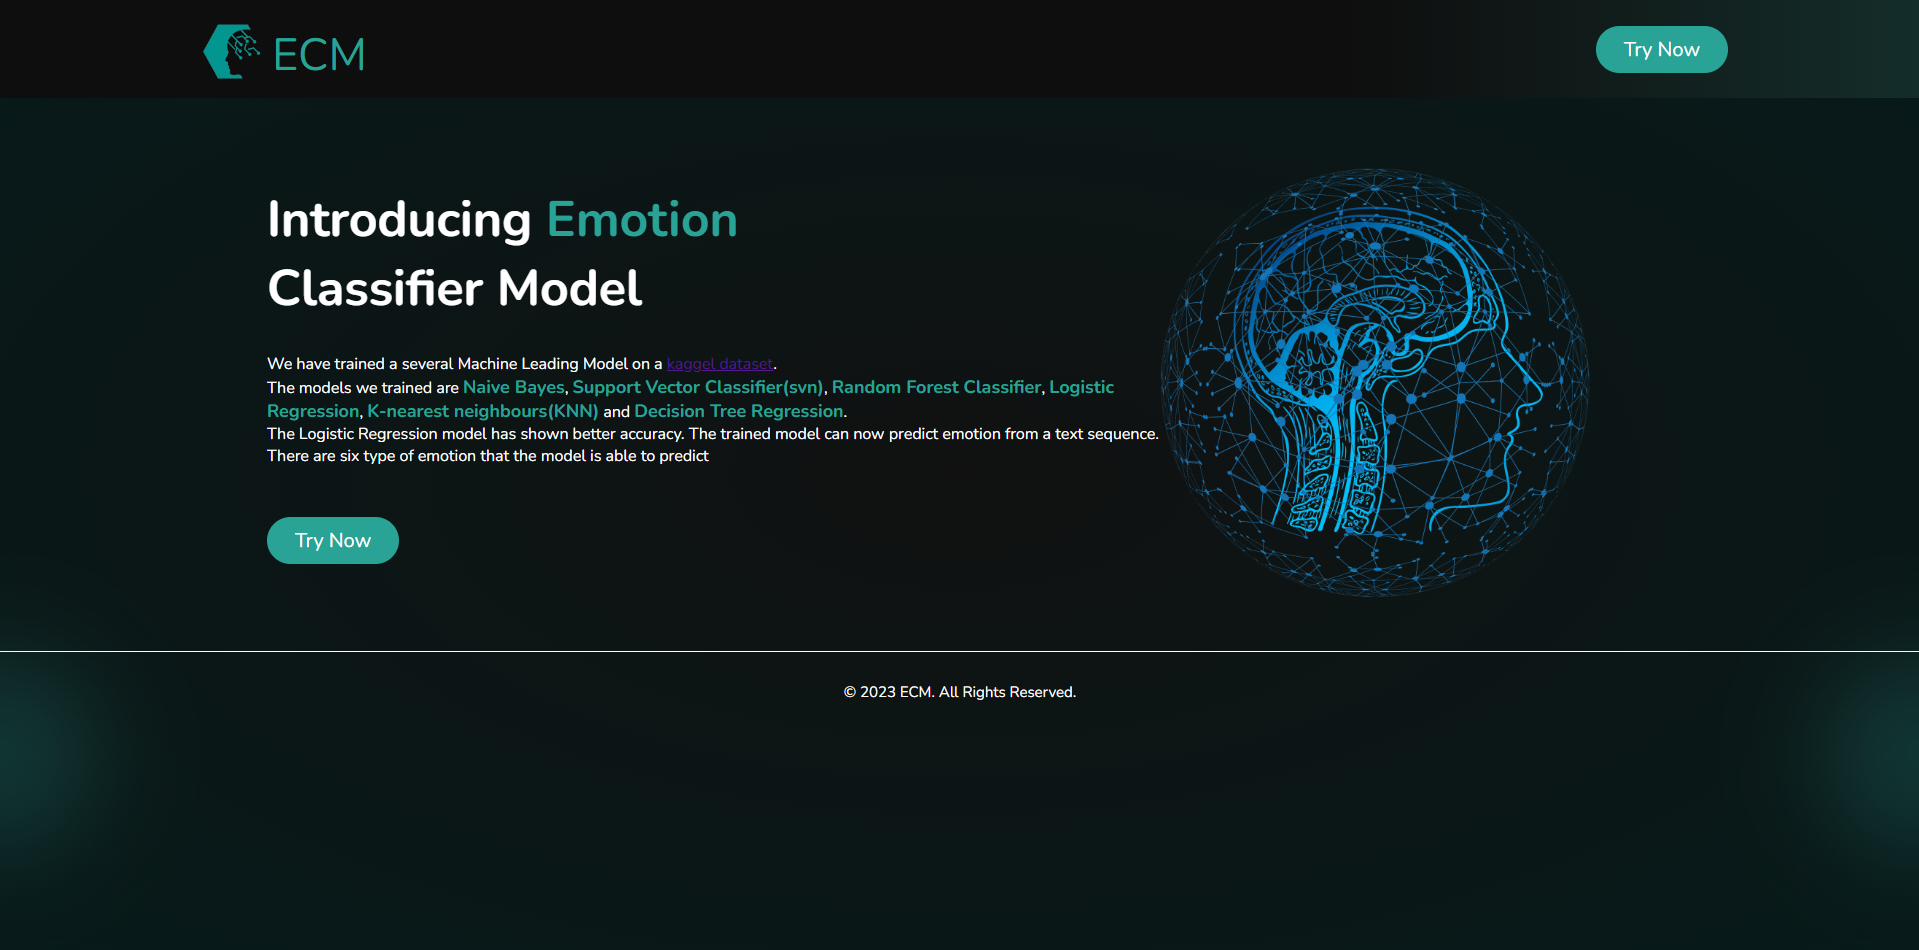 ECM
Try Now
Introducing Emotion
Classifier Model
We have trained a several Machine Leading Model on a kaggel dataset.
The models we trained are Naive Bayes, Support Vector Classifier(svn), Random Forest Classifier, Logistic
Regression, K-nearest neighbours(KNN) and Decision Tree Regression.
The Logistic Regression model has shown better accuracy. The trained model can now predict emotion from a text sequence.
There are six type of emotion that the model is able to predict
Try Now
© 2023 ECM. All Rights Reserved.